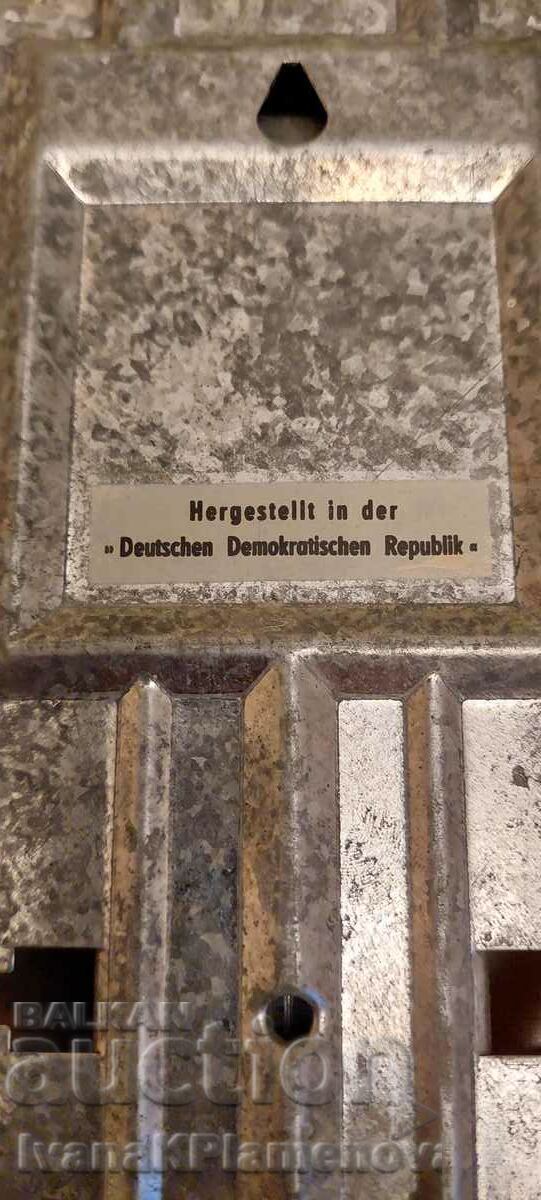 Hergestellt in der
»Deutschen Demokratischen Republik«
BALKAN
auction
IvanaKPlamenova